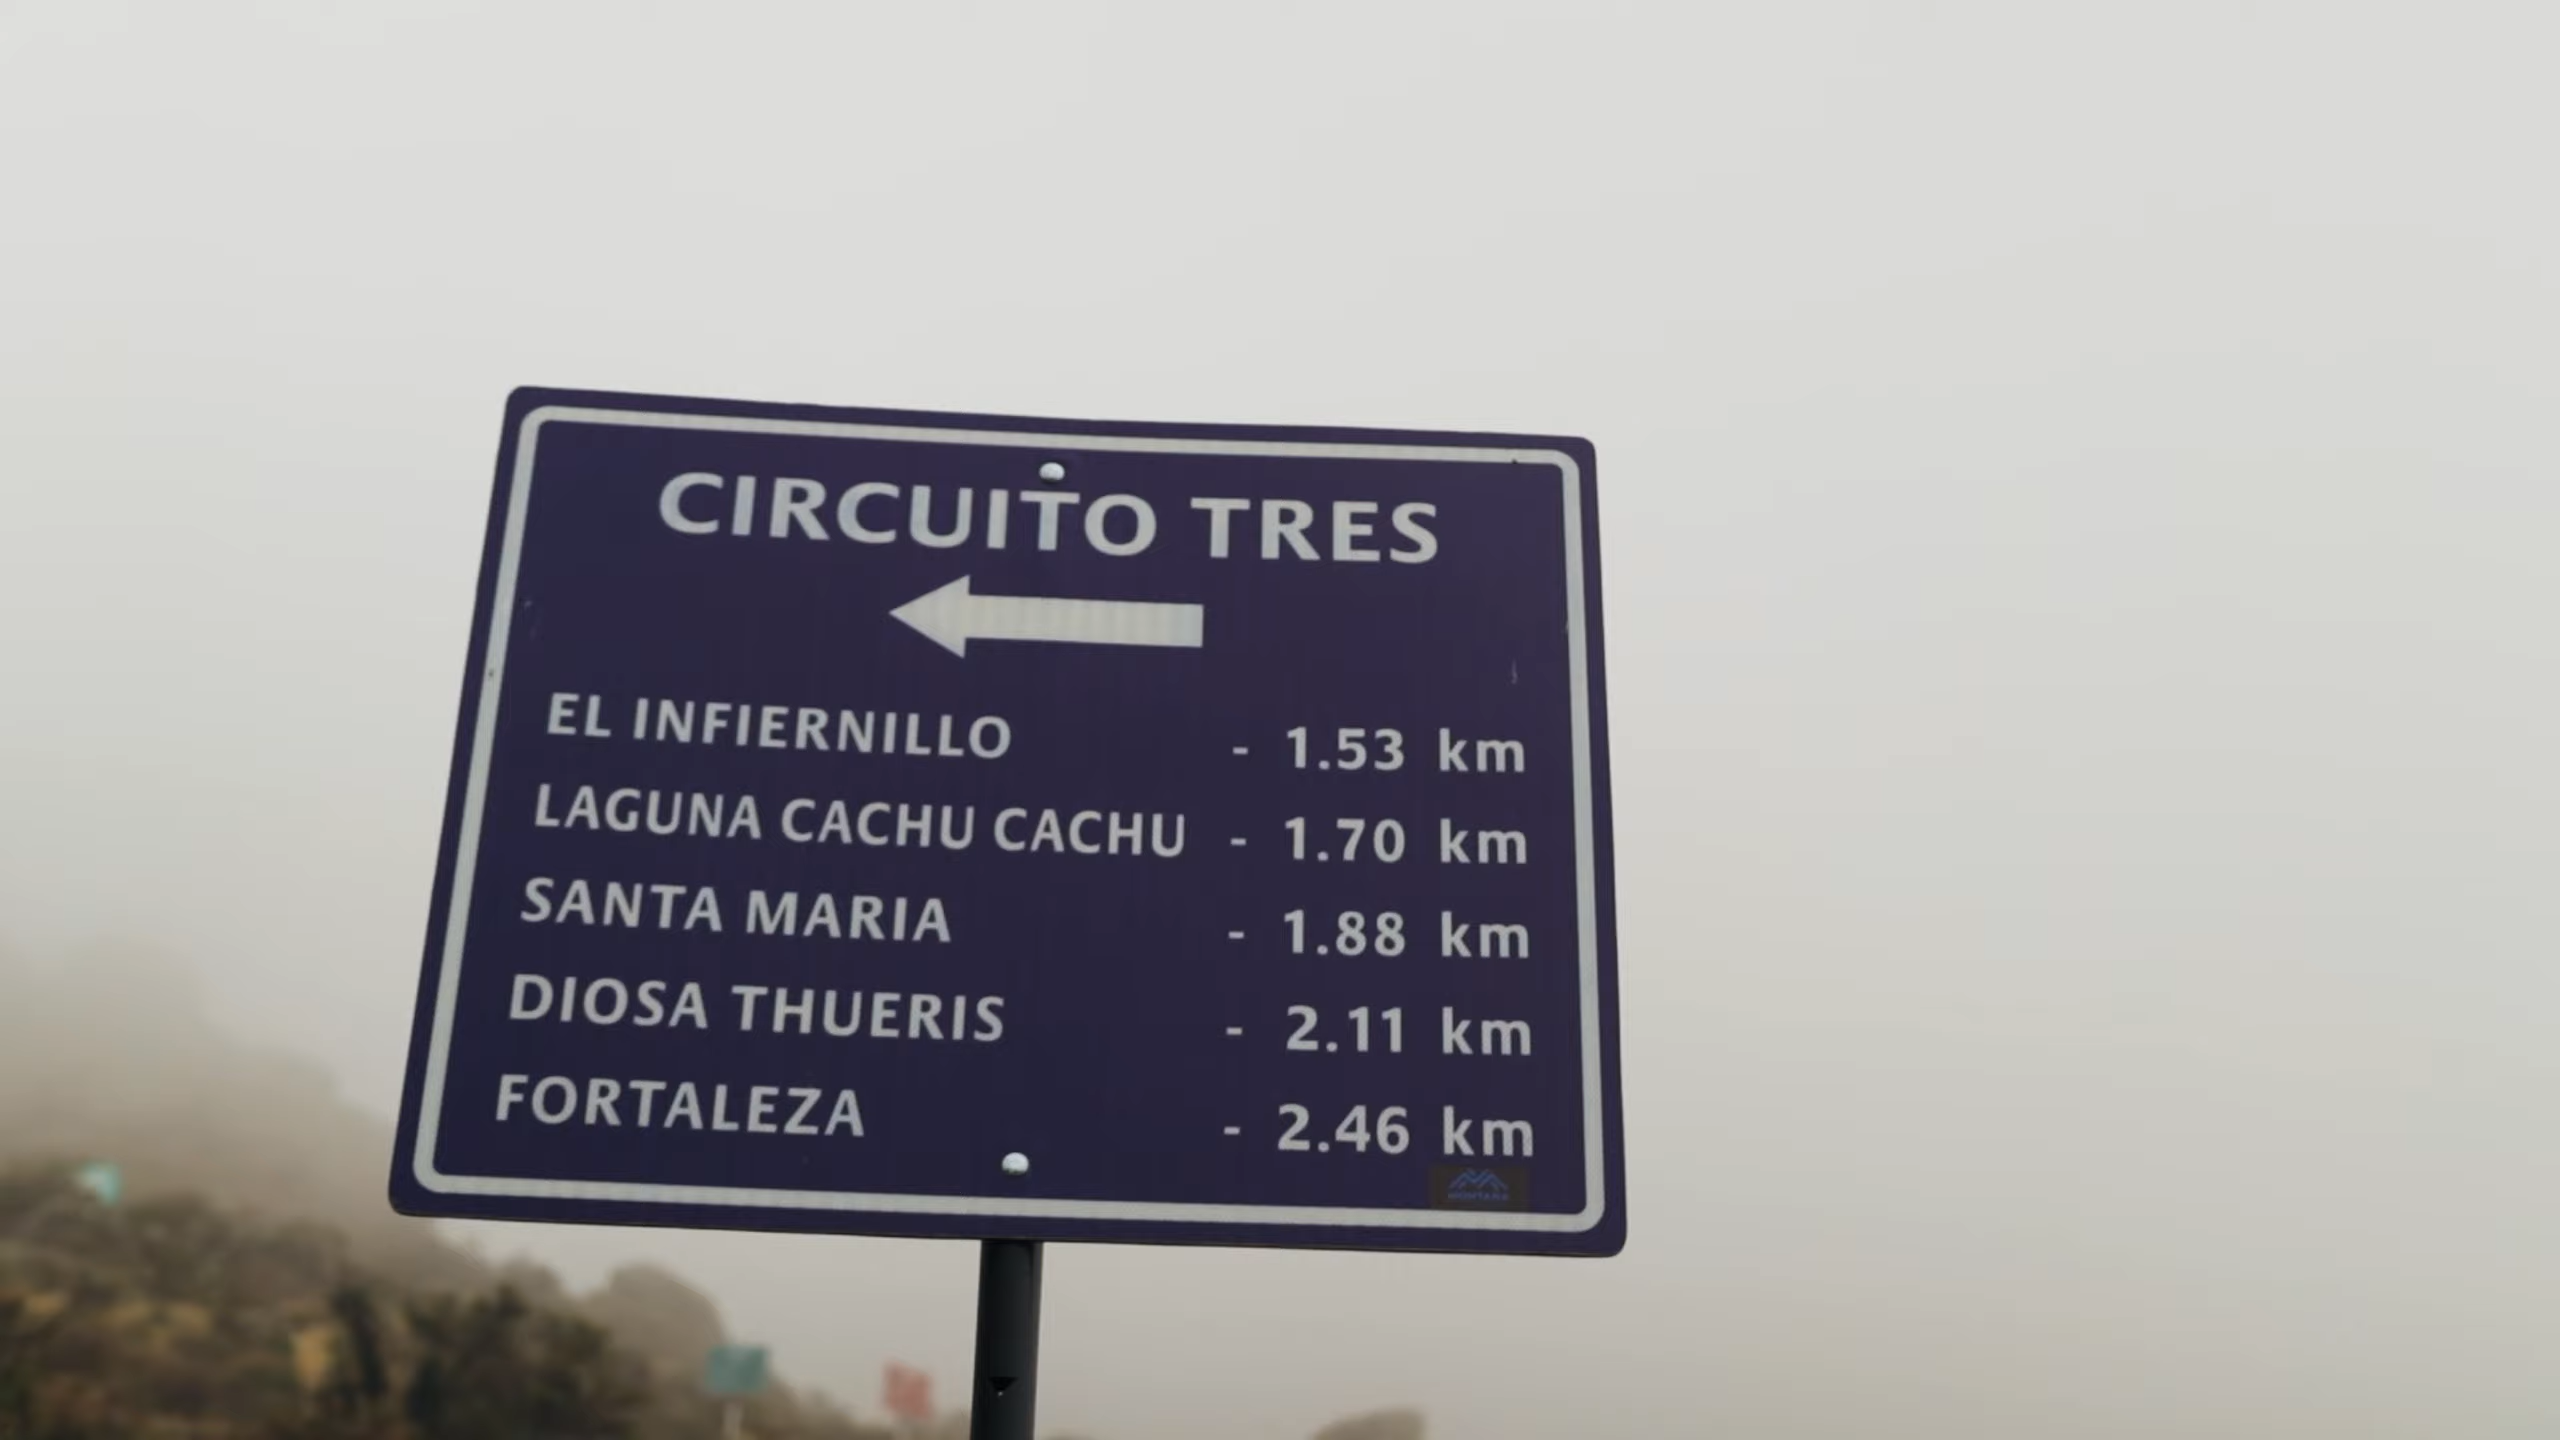 CIRCUITO TRES
EL INFIERNILLO - 1.53 km
LAGUNA CACHU CACHU - 1.70 km
SANTA MARIA - 1.88 km
DIOSA THUERIS - 2.11 km
FORTALEZA - 2.46 km
MONTARA